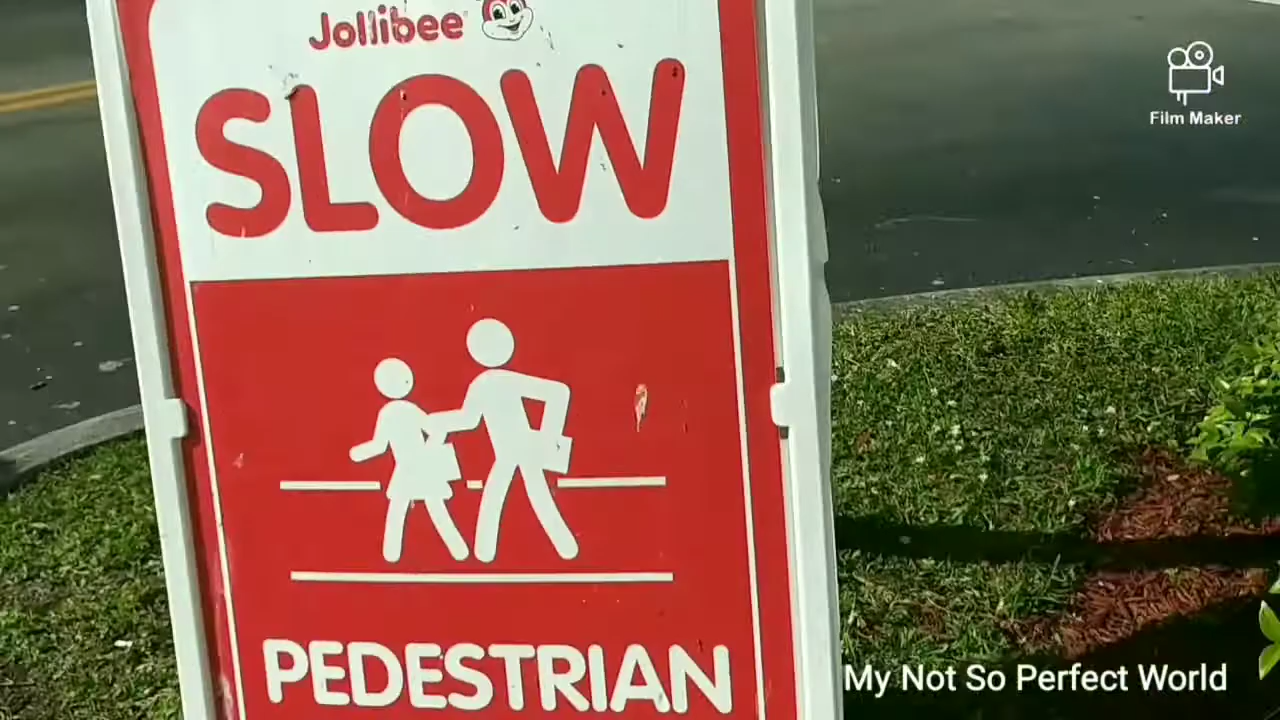 Jollibee
SLOW
PEDESTRIAN
Film Maker
My Not So Perfect World